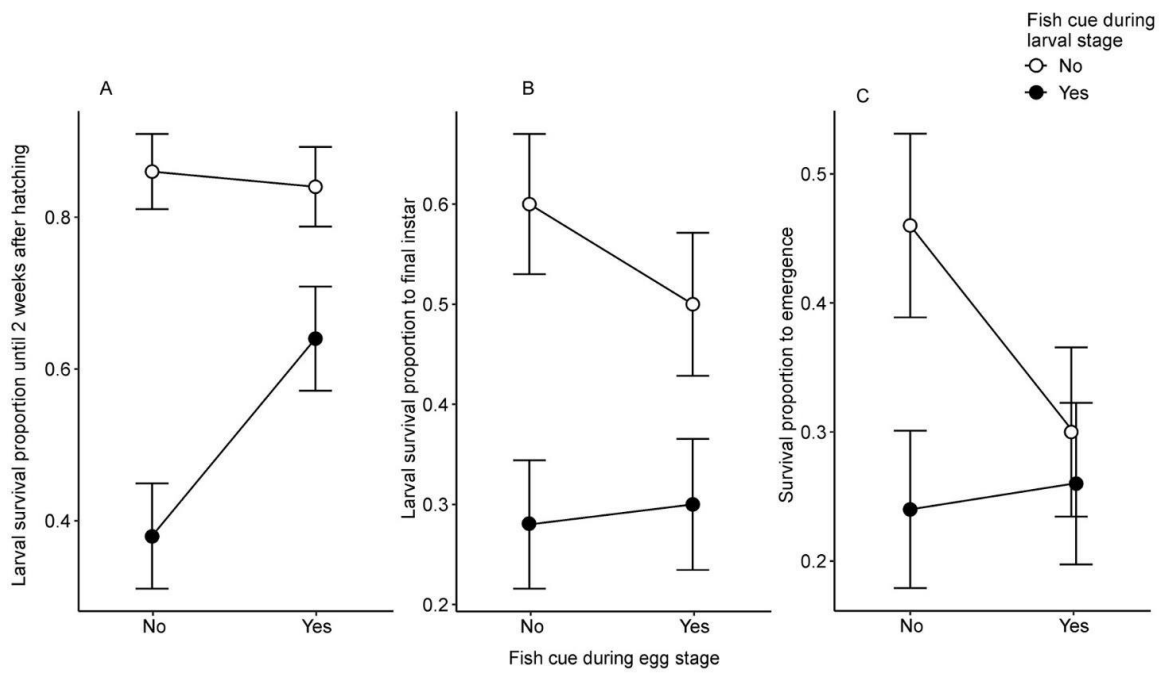 Fish cue during
larval stage
No
Yes
A
B
C
Larval survival proportion until 2 weeks after hatching
0.8
0.6
0.4
No
Yes
Larval survival proportion to final instar
0.6
0.5
0.4
0.3
0.2
No
Yes
Survival proportion to emergence
0.5
0.4
0.3
0.2
No
Yes
Fish cue during egg stage